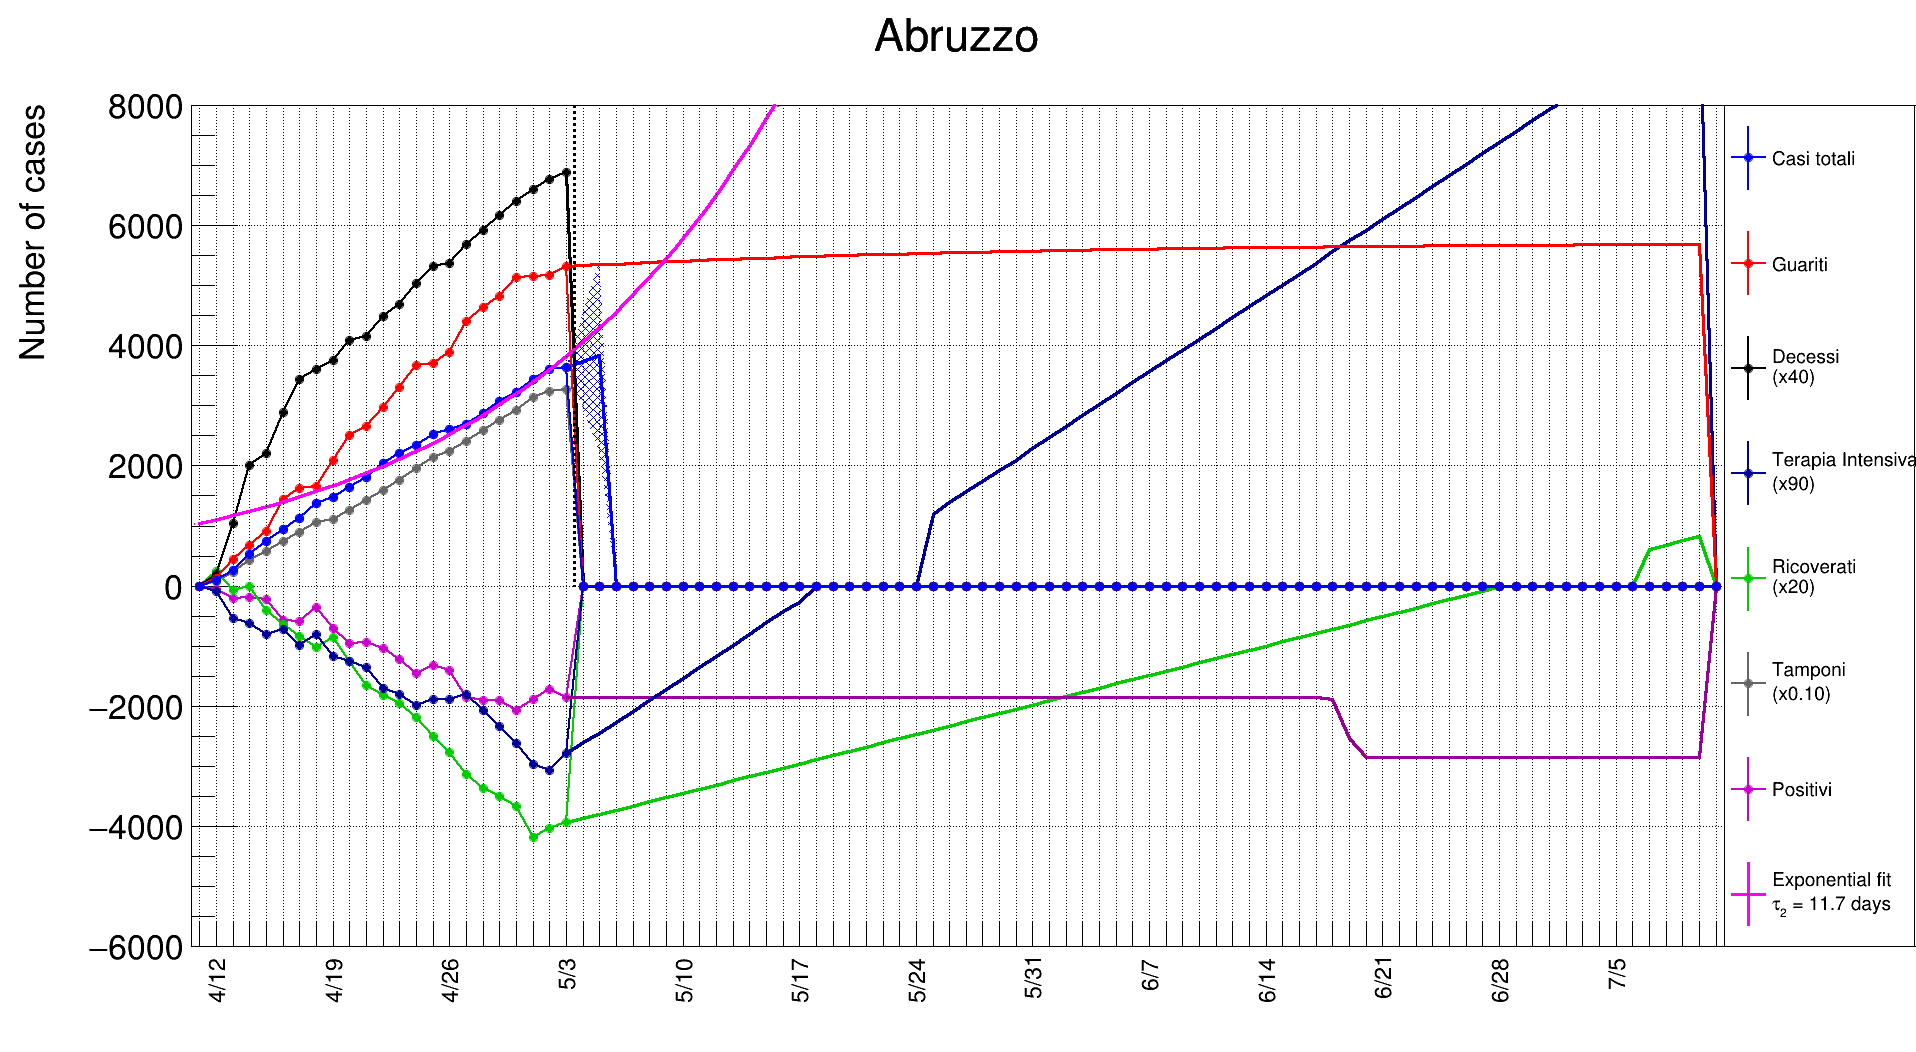 Abruzzo
Number of cases
8000
6000
4000
2000
0
−2000
−4000
−6000
4/12
4/19
4/26
5/3
5/10
5/17
5/24
5/31
6/7
6/14
6/21
6/28
7/5
Casi totali
Guariti
Decessi
(x40)
Terapia Intensiva
(x90)
Ricoverati
(x20)
Tamponi
(x0.10)
Positivi
Exponential fit
τ2 = 11.7 days